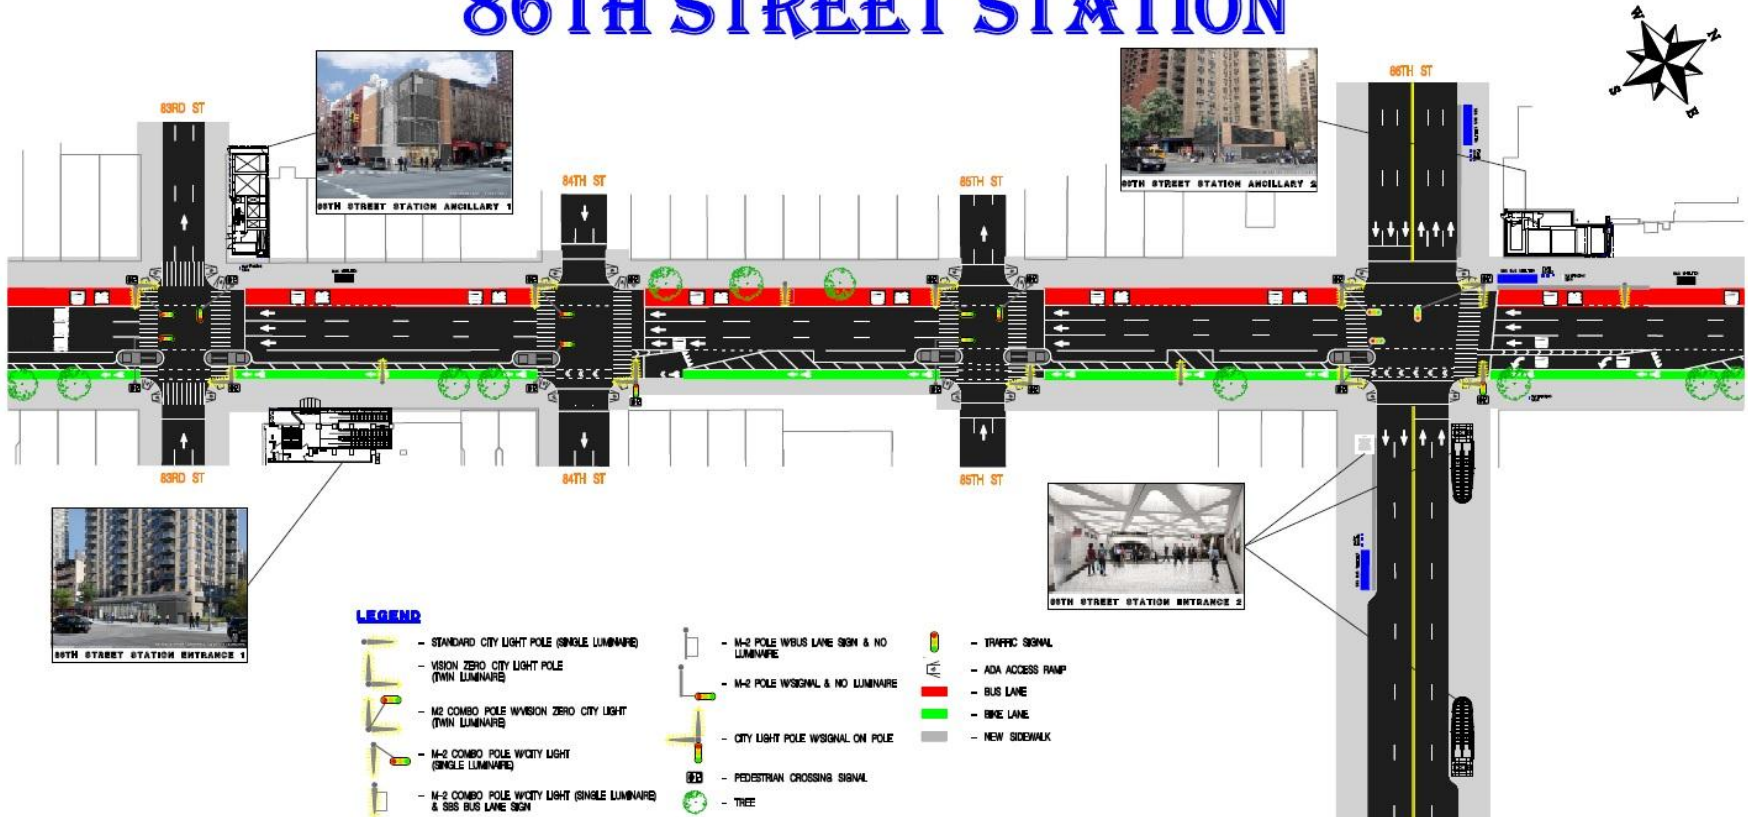 86TH STREET STATION
83RD ST
84TH ST
85TH ST
86TH ST
N
S
E
86TH STREET STATION ANCILLARY 1
86TH STREET STATION ANCILLARY 2
83RD ST
84TH ST
85TH ST
86TH STREET STATION ENTRANCE 1
86TH STREET STATION ENTRANCE 2
LEGEND
- STANDARD CITY LIGHT POLE (SINGLE LUMINAIRE)
- VISION ZERO CITY LIGHT POLE
(TWIN LUMINAIRE)
- M2 COMBO POLE W/VISION ZERO CITY LIGHT
(TWIN LUMINAIRE)
- M-2 COMBO POLE W/CITY LIGHT
(SINGLE LUMINAIRE)
- M-2 COMBO POLE W/CITY LIGHT (SINGLE LUMINAIRE)
& SBS BUS LANE SIGN
- M-2 POLE W/BUS LANE SIGN & NO
LUMINAIRE
- M-2 POLE W/SIGNAL & NO LUMINAIRE
- CITY LIGHT POLE W/SIGNAL ON POLE
- PEDESTRIAN CROSSING SIGNAL
- TREE
- TRAFFIC SIGNAL
- ADA ACCESS RAMP
- BUS LANE
- BIKE LANE
- NEW SIDEWALK